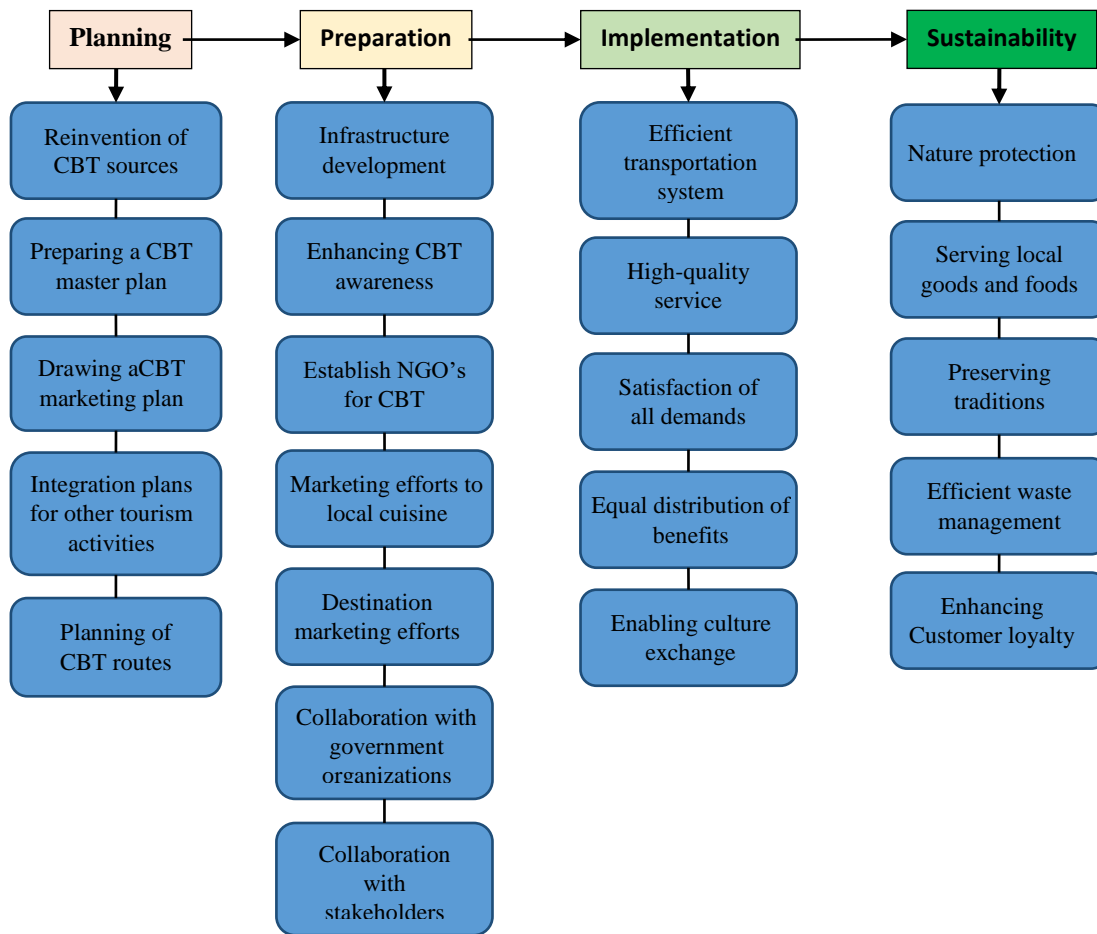 Planning
Preparation
Implementation
Sustainability
Reinvention of
CBT sources
Preparing a CBT
master plan
Drawing aCBT
marketing plan
Integration plans
for other tourism
activities
Planning of
CBT routes
Infrastructure
development
Enhancing CBT
awareness
Establish NGO’s
for CBT
Marketing efforts to
local cuisine
Destination
marketing efforts
Collaboration with
government
organizations
Collaboration
with
stakeholders
Efficient
transportation
system
High-quality
service
Satisfaction of
all demands
Equal distribution of
benefits
Enabling culture
exchange
Nature protection
Serving local
goods and foods
Preserving
traditions
Efficient waste
management
Enhancing
Customer loyalty